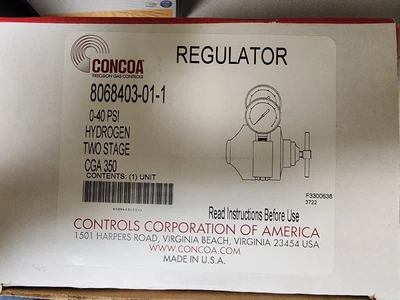 CONCOA®
PRECISION GAS CONTROLS
REGULATOR
8068403-01-1
0-40 PSI
HYDROGEN
TWO STAGE
CGA 350
CONTENTS: (1) UNIT
F3300636
3722
Read Instructions Before Use
CONTROLS CORPORATION OF AMERICA
1501 HARPERS ROAD, VIRGINIA BEACH, VIRGINIA 23454 USA
WWW.CONCOA.COM
MADE IN U.S.A.